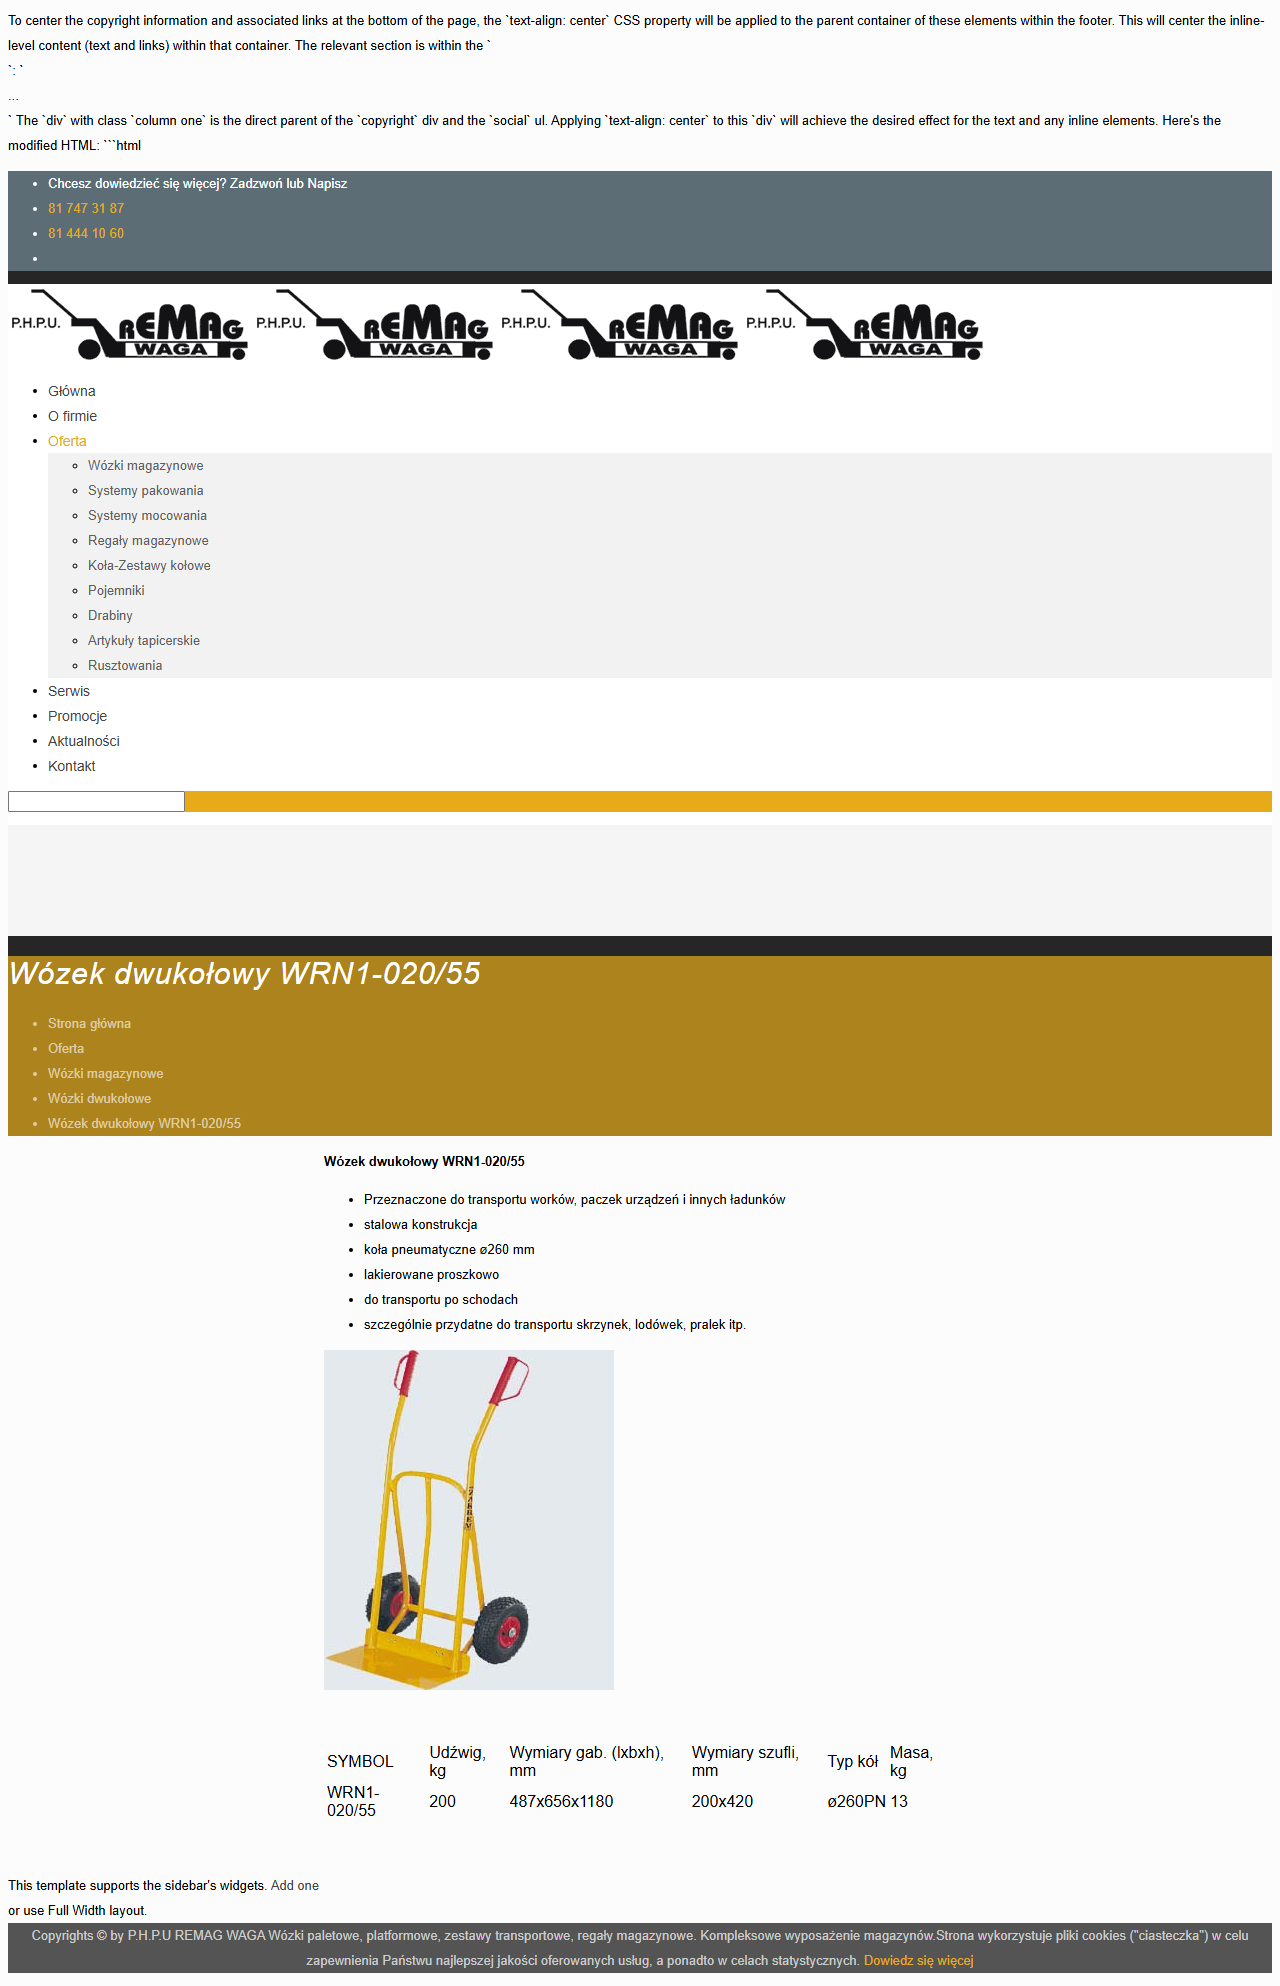 To center the copyright information and associated links at the bottom of the page, the `text-align: center` CSS property will be applied to the parent container of these elements within the footer. This will center the inline-
level content (text and links) within that container. The relevant section is within the `
`: `
...
` The `div` with class `column one` is the direct parent of the `copyright` div and the `social` ul. Applying `text-align: center` to this `div` will achieve the desired effect for the text and any inline elements. Here's the
modified HTML: ```html
Chcesz dowiedzieć się więcej? Zadzwoń lub Napisz
81 747 31 87
81 444 10 60
P.H.P.U. REMAG WAGA P.H.P.U. REMAG WAGA P.H.P.U. REMAG WAGA P.H.P.U. REMAG WAGA
Główna
O firmie
Oferta
Wózki magazynowe
Systemy pakowania
Systemy mocowania
Regały magazynowe
Koła-Zestawy kołowe
Pojemniki
Drabiny
Artykuły tapicerskie
Rusztowania
Serwis
Promocje
Aktualności
Kontakt
Wózek dwukołowy WRN1-020/55
Strona główna
Oferta
Wózki magazynowe
Wózki dwukołowe
Wózek dwukołowy WRN1-020/55
Wózek dwukołowy WRN1-020/55
Przeznaczone do transportu worków, paczek urządzeń i innych ładunków
stalowa konstrukcja
koła pneumatyczne ø260 mm
lakierowane proszkowo
do transportu po schodach
szczególnie przydatne do transportu skrzynek, lodówek, pralek itp.
SYMBOL Udźwig, kg Wymiary gab. (lxbxh), mm Wymiary szufli, mm Typ kół Masa, kg
WRN1-020/55 200 487x656x1180 200x420 ø260PN 13
This template supports the sidebar's widgets. Add one
or use Full Width layout.
Copyrights © by P.H.P.U REMAG WAGA Wózki paletowe, platformowe, zestawy transportowe, regały magazynowe. Kompleksowe wyposażenie magazynów.Strona wykorzystuje pliki cookies ("ciasteczka") w celu
zapewnienia Państwu najlepszej jakości oferowanych usług, a ponadto w celach statystycznych. Dowiedz się więcej